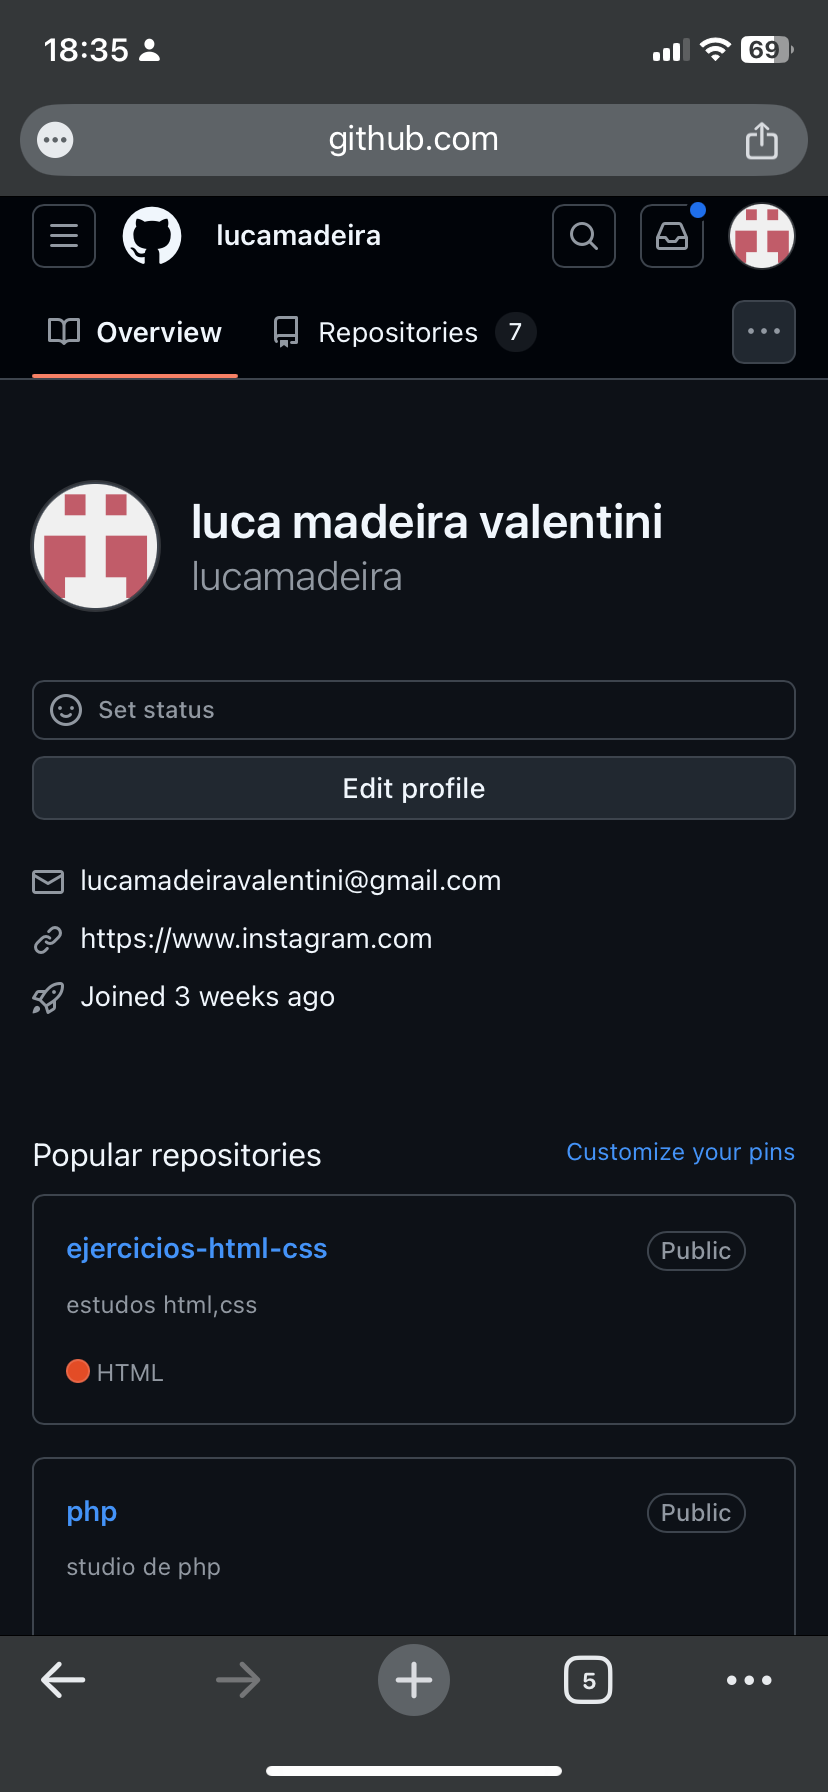 18:35
69
github.com
lucamadeira
Overview
Repositories 7
luca madeira valentini
lucamadeira
Set status
Edit profile
lucamadeiravalentini@gmail.com
https://www.instagram.com
Joined 3 weeks ago
Popular repositories
Customize your pins
ejercicios-html-css
Public
estudos html,css
HTML
php
Public
studio de php
5